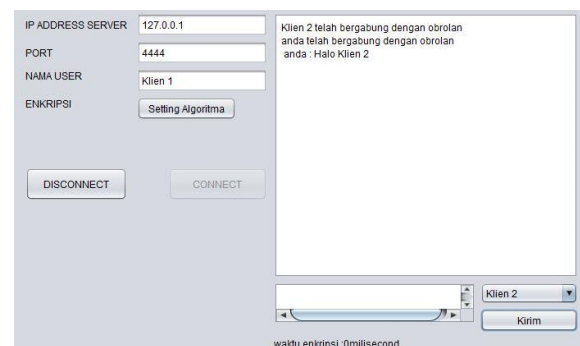 IP ADDRESS SERVER 127.0.0.1
PORT 4444
NAMA USER Klien 1
ENKRIPSI Setting Algoritma
DISCONNECT CONNECT
Klien 2 telah bergabung dengan obrolan
anda telah bergabung dengan obrolan
anda : Halo Klien 2
Klien 2
Kirim
waktu enkripsi :0milisecond